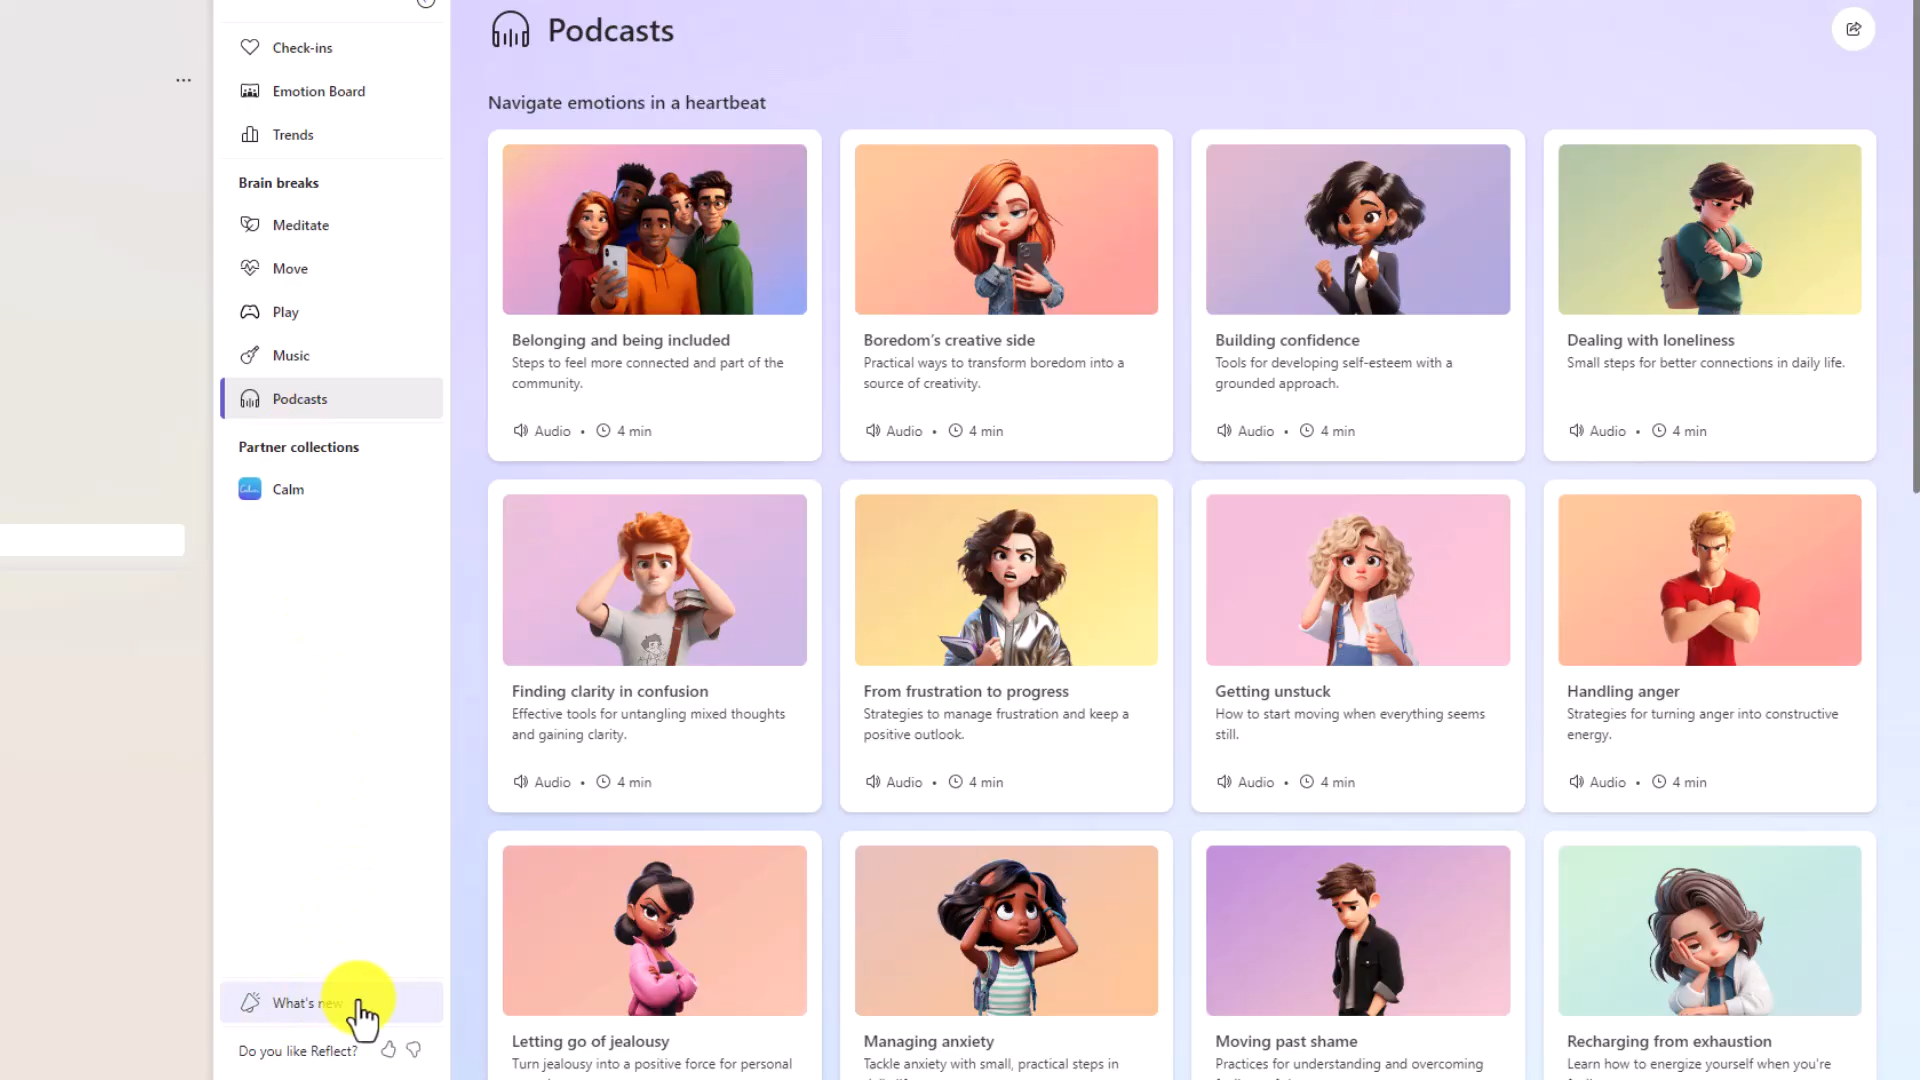 Check-ins
Emotion Board
Trends
Brain breaks
Meditate
Move
Play
Music
Podcasts
Partner collections
Calm
Calm
What's new
Do you like Reflect?
Podcasts
Navigate emotions in a heartbeat
Belonging and being included
Steps to feel more connected and part of the
community.
Audio • 4 min
Boredom's creative side
Practical ways to transform boredom into a
source of creativity.
Audio • 4 min
Building confidence
Tools for developing self-esteem with a
grounded approach.
Audio • 4 min
Dealing with loneliness
Small steps for better connections in daily life.
Audio • 4 min
Finding clarity in confusion
Effective tools for untangling mixed thoughts
and gaining clarity.
Audio • 4 min
From frustration to progress
Strategies to manage frustration and keep a
positive outlook.
Audio • 4 min
Getting unstuck
How to start moving when everything seems
still.
Audio • 4 min
Handling anger
Strategies for turning anger into constructive
energy.
Audio • 4 min
Letting go of jealousy
Turn jealousy into a positive force for personal
Managing anxiety
Tackle anxiety with small, practical steps in
Moving past shame
Practices for understanding and overcoming
Recharging from exhaustion
Learn how to energize yourself when you're